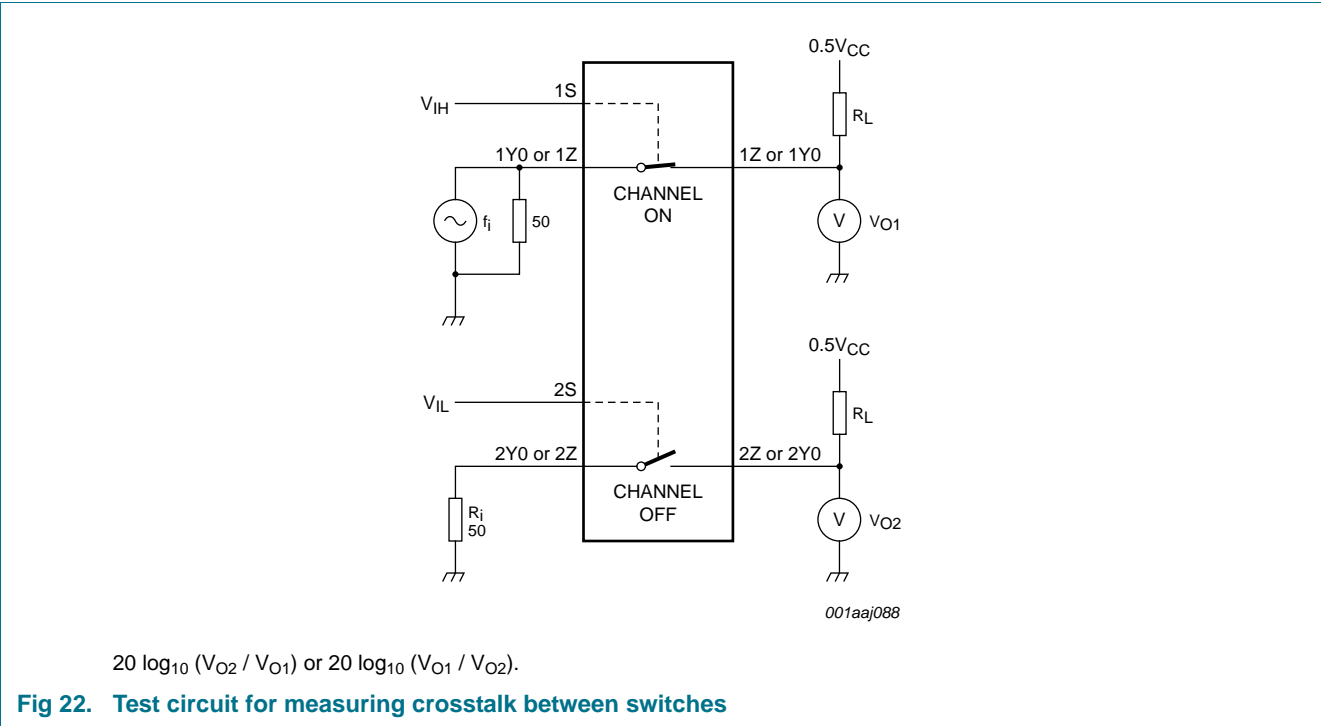 0.5VCC
RL
1S
VIH
1Y0 or 1Z
1Z or 1Y0
fi
50
CHANNEL
ON
V
VO1
0.5VCC
RL
2S
VIL
2Y0 or 2Z
2Z or 2Y0
Ri
50
CHANNEL
OFF
V
VO2
001aaj088
20 log10 (VO2 / VO1) or 20 log10 (VO1 / VO2).
Fig 22. Test circuit for measuring crosstalk between switches